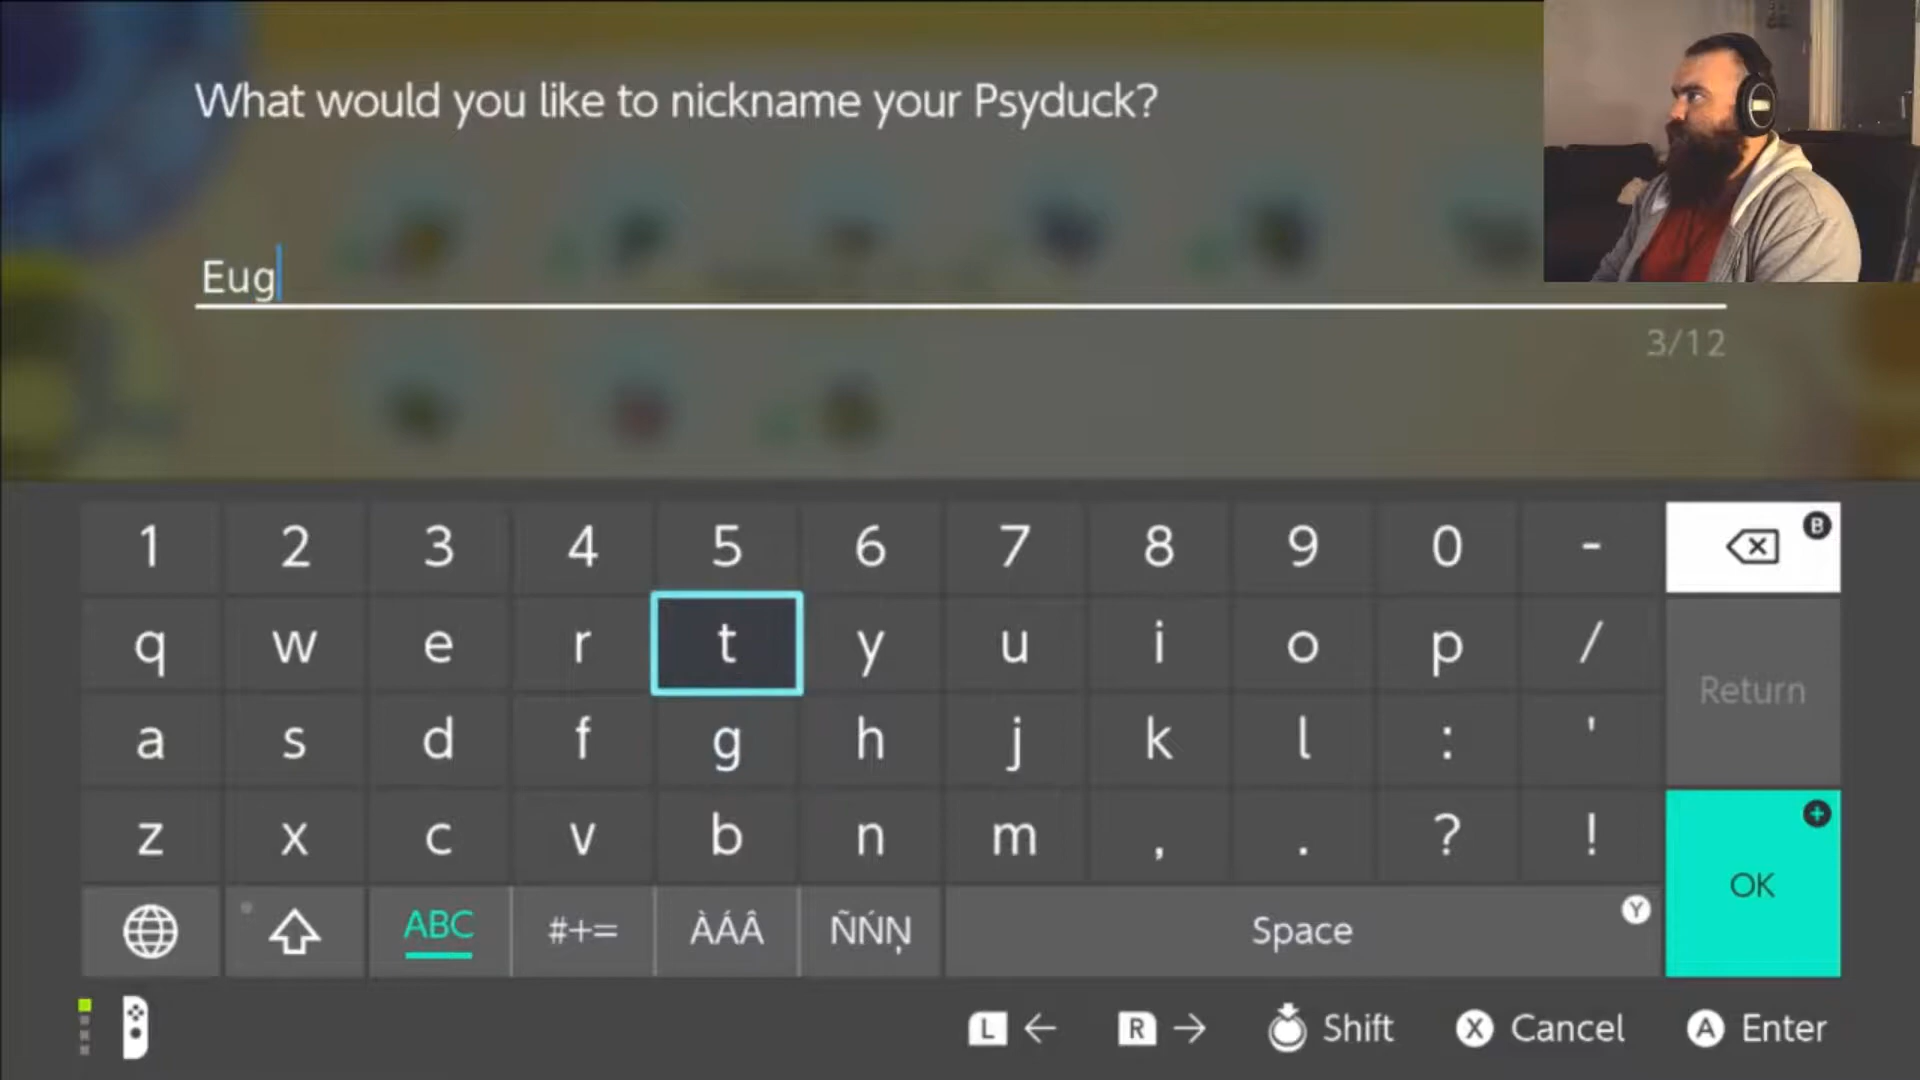 What would you like to nickname your Psyduck?
Eug
3/12
1 2 3 4 5 6 7 8 9 0 - B
q w e r t y u i o p /
Return
a s d f g h j k l : '
z x c v b n m , . ? ! +
OK
ABC #+= ÀÁÂ ÑŃŅ Space Y
L ← R → Shift X Cancel A Enter